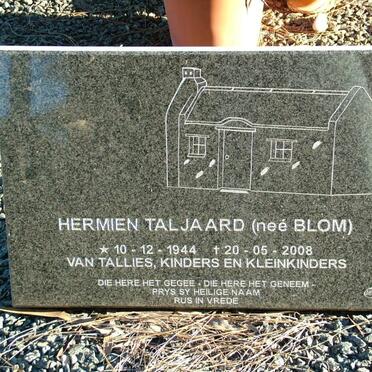 HERMIEN TALJAARD (neé BLOM)
★ 10 - 12 - 1944 † 20 - 05 - 2008
VAN TALLIES, KINDERS EN KLEINKINDERS
DIE HERE HET GEGEE - DIE HERE HET GENEEM -
PRYS SY HEILIGE NAAM
RUS IN VREDE